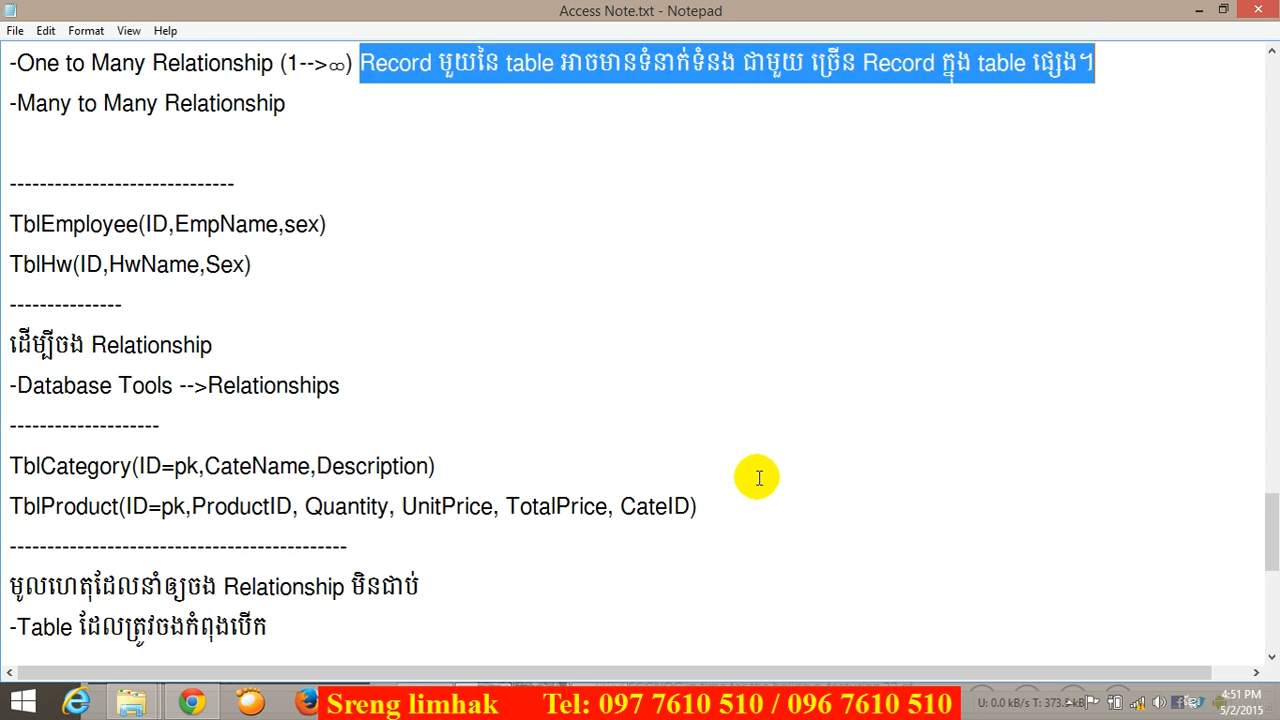 Access Note.txt - Notepad
File Edit Format View Help
-One to Many Relationship (1-->ꝏ) Record មួយនៃ table អាចមានទំនាក់ទំនង ជាមួយ ច្រើន Record ក្នុង table ផ្សេងៗ
-Many to Many Relationship
------------------------------
TblEmployee(ID,EmpName,sex)
TblHw(ID,HwName,Sex)
---------------
ដើម្បីចង Relationship
-Database Tools -->Relationships
--------------------
TblCategory(ID=pk,CateName,Description)
TblProduct(ID=pk,ProductID, Quantity, UnitPrice, TotalPrice, CateID)
---------------------------------------------
មូលហេតុដែលនាំឲ្យចង Relationship មិនជាប់
-Table ដែលត្រូវចងកំពុងបើក
Sreng limhak Tel: 097 7610 510 / 096 7610 510
U: 0.0 kB/s T: 373. kB
4:51 PM
5/2/2015